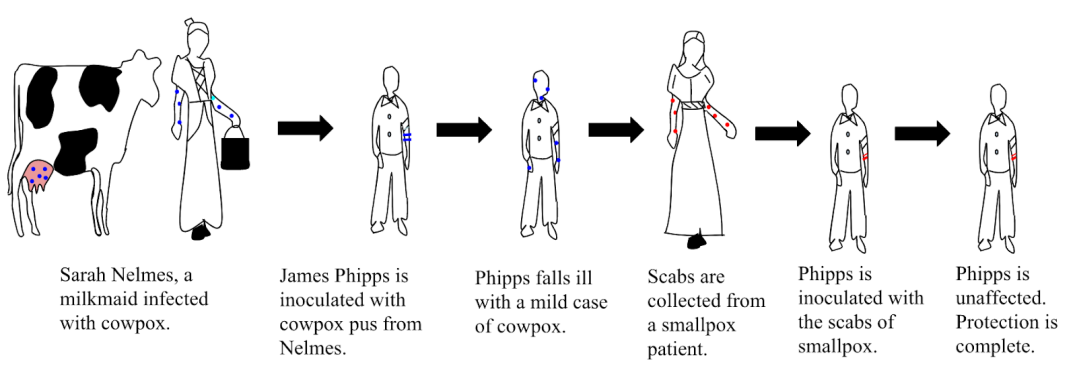 Sarah Nelmes, a
milkmaid infected
with cowpox.
James Phipps is
inoculated with
cowpox pus from
Nelmes.
Phipps falls ill
with a mild case
of cowpox.
Scabs are
collected from
a smallpox
patient.
Phipps is
inoculated with
the scabs of
smallpox.
Phipps is
unaffected.
Protection is
complete.